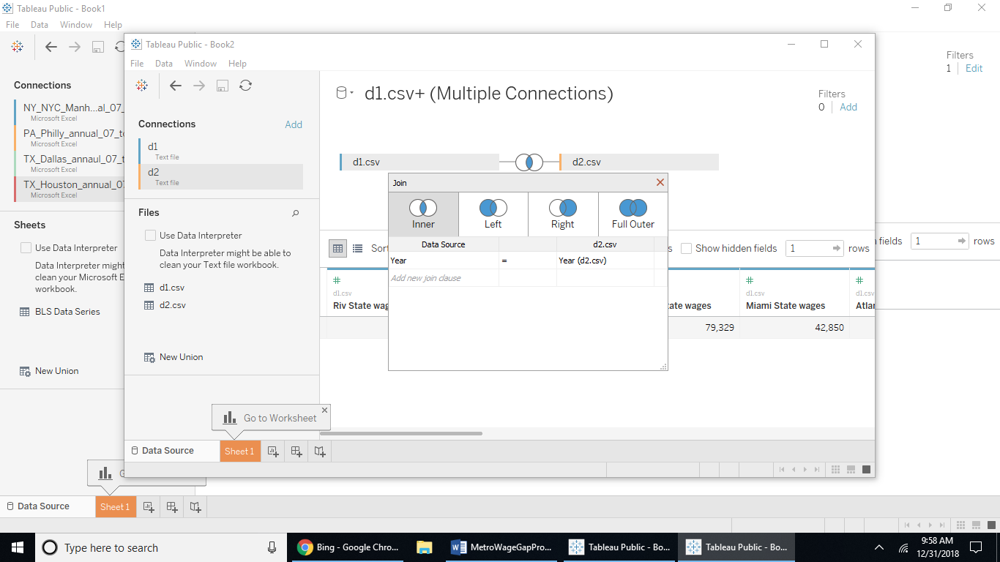 Tableau Public - Book1
File Data Window Help
Filters
1 Edit
Connections
NY_NYC_Manh...al_07_
Microsoft Excel
PA_Philly_annual_07_to
Microsoft Excel
TX_Dallas_annaul_07_t
Microsoft Excel
TX_Houston_annual_07
Microsoft Excel
Sheets
Use Data Interpreter
Data Interpreter might
clean your Microsoft E
workbook.
BLS Data Series
New Union
fields 1 rows
Tableau Public - Book2
File Data Window Help
d1.csv+ (Multiple Connections)
Filters
0 Add
Connections Add
d1
Text file
d2
Text file
Files
Use Data Interpreter
Data Interpreter might be able to
clean your Text file workbook.
d1.csv
d2.csv
New Union
d1.csv d2.csv
Join
Inner Left Right Full Outer
Data Source d2.csv
Year = Year (d2.csv)
Add new join clause
Sort
s Show hidden fields 1 rows
# # #
d1.csv d1.csv d1.csv
Riv State wag ate wages Miami State wages Atlan
79,329 42,850
Go to Worksheet
Data Source Sheet 1
G
Data Source Sheet 1
Type here to search
Bing - Google Chro...
MetroWageGapPro...
Tableau Public - Bo...
Tableau Public - Bo...
9:58 AM
12/31/2018